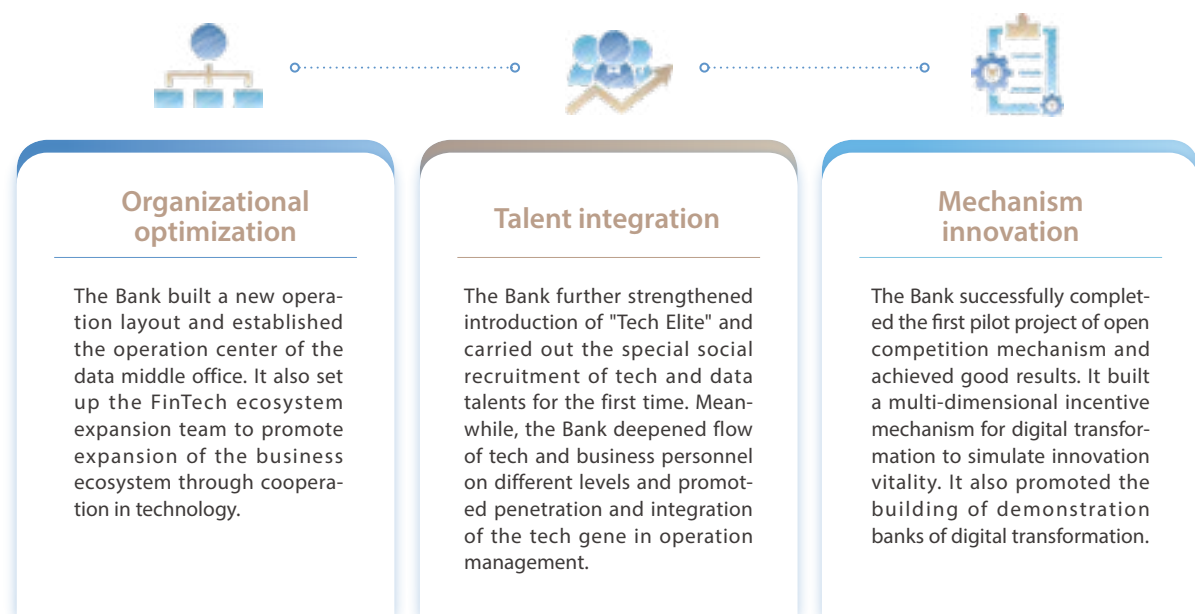 Organizational
optimization
The Bank built a new opera-
tion layout and established
the operation center of the
data middle office. It also set
up the FinTech ecosystem
expansion team to promote
expansion of the business
ecosystem through coopera-
tion in technology.
Talent integration
The Bank further strengthened
introduction of "Tech Elite" and
carried out the special social
recruitment of tech and data
talents for the first time. Mean-
while, the Bank deepened flow
of tech and business personnel
on different levels and promot-
ed penetration and integration
of the tech gene in operation
management.
Mechanism
innovation
The Bank successfully complet-
ed the first pilot project of open
competition mechanism and
achieved good results. It built
a multi-dimensional incentive
mechanism for digital transfor-
mation to simulate innovation
vitality. It also promoted the
building of demonstration
banks of digital transformation.